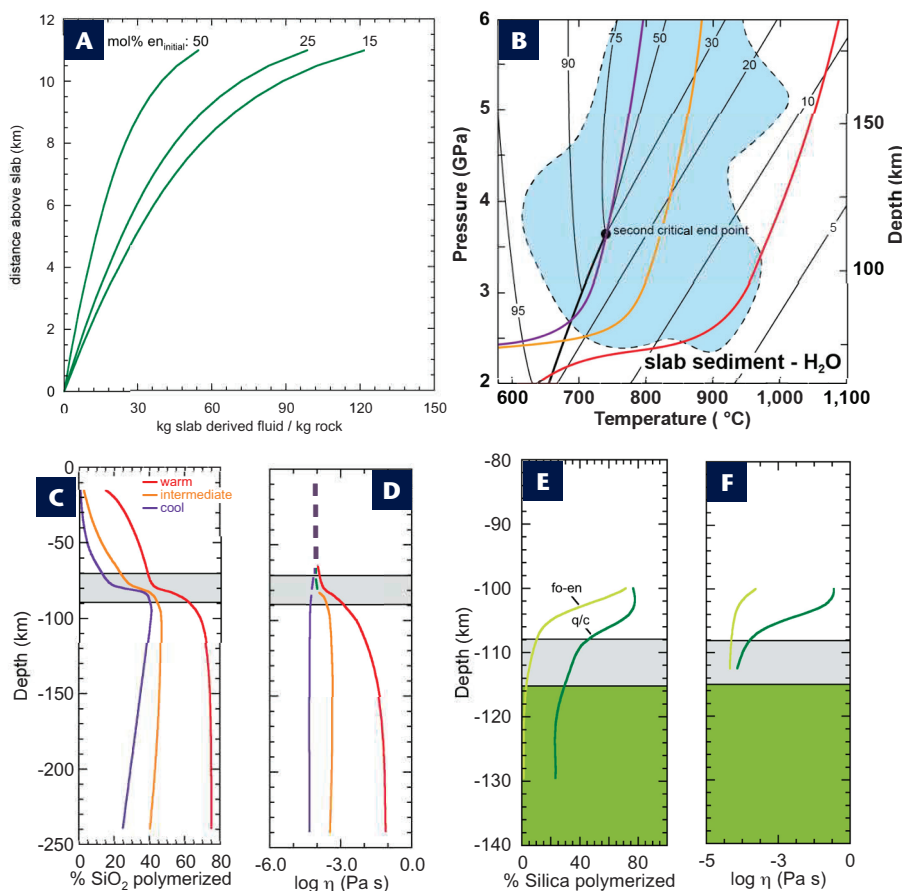 A
mol% en initial: 50 25 15
distance above slab (km)
12
10
8
6
4
2
0
0 30 60 90 120 150
kg slab derived fluid / kg rock
B
Pressure (GPa)
6
5
4
3
2
90 75 50 30 20 10 5 95
second critical end point
slab sediment - H2O
600 700 800 900 1,000 1,100
Temperature ( °C)
Depth (km)
150
100
C
warm
intermediate
cool
Depth (km)
0
-50
-100
-150
-200
-250
0 20 40 60 80
% SiO2 polymerized
D
-6.0 -3.0 0.0
log η (Pa s)
E
Depth (km)
-80
-90
-100
-110
-120
-130
-140
fo-en
q/c
0 40 80
% Silica polymerized
F
-5 0
log η (Pa s)